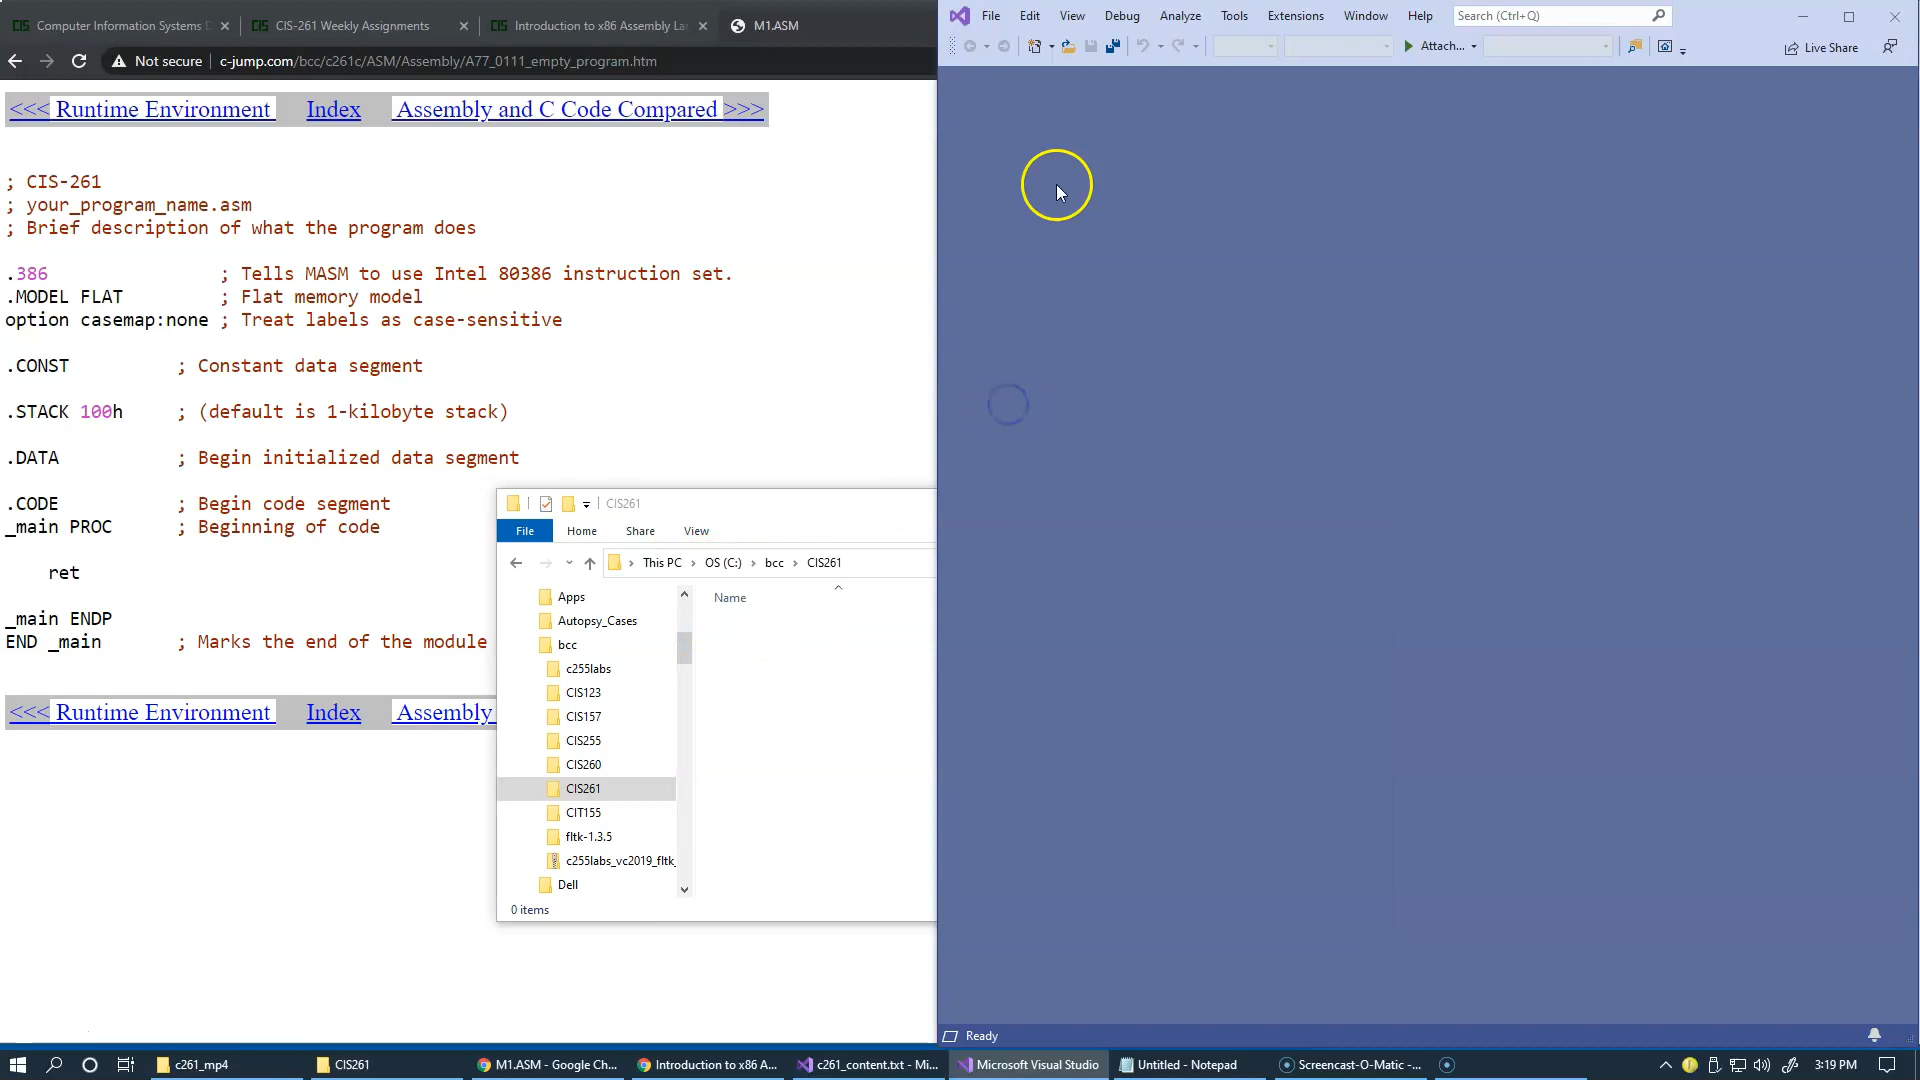 Computer Information Systems D
CIS-261 Weekly Assignments
Introduction to x86 Assembly La
M1.ASM
Not secure
c-jump.com/bcc/c261c/ASM/Assembly/A77_0111_empty_program.htm
<<< Runtime Environment Index Assembly and C Code Compared >>>
; CIS-261
; your_program_name.asm
; Brief description of what the program does
.386 ; Tells MASM to use Intel 80386 instruction set.
.MODEL FLAT ; Flat memory model
option casemap:none ; Treat labels as case-sensitive
.CONST ; Constant data segment
.STACK 100h ; (default is 1-kilobyte stack)
.DATA ; Begin initialized data segment
.CODE ; Begin code segment
_main PROC ; Beginning of code
ret
_main ENDP
END _main ; Marks the end of the module
<<< Runtime Environment Index Assembly
CIS261
File Home Share View
This PC › OS (C:) › bcc › CIS261
Name
Apps
Autopsy_Cases
bcc
c255labs
CIS123
CIS157
CIS255
CIS260
CIS261
CIT155
fltk-1.3.5
c255labs_vc2019_fltk_
Dell
0 items
File Edit View Debug Analyze Tools Extensions Window Help
Search (Ctrl+Q)
Attach...
Live Share
Ready
c261_mp4
CIS261
M1.ASM - Google Ch...
Introduction to x86 A...
c261_content.txt - Mi...
Microsoft Visual Studio
Untitled - Notepad
Screencast-O-Matic -...
3:19 PM